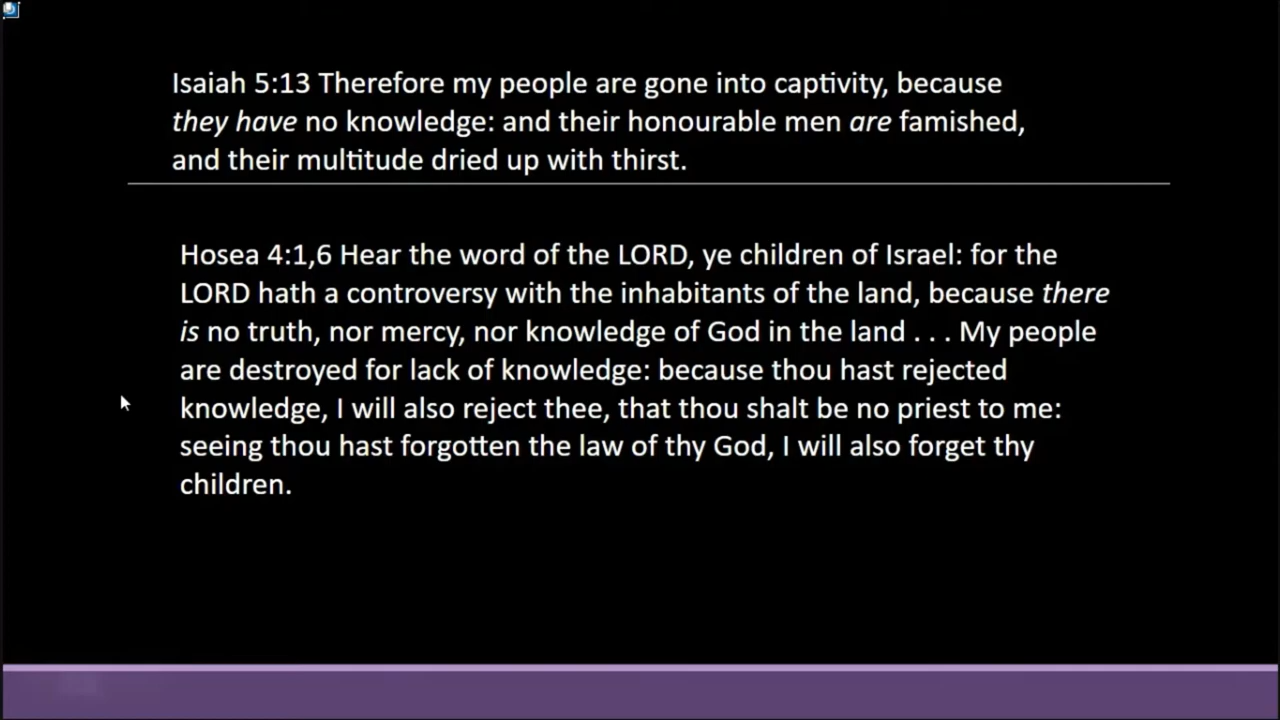 Isaiah 5:13 Therefore my people are gone into captivity, because
they have no knowledge: and their honourable men are famished,
and their multitude dried up with thirst.
Hosea 4:1,6 Hear the word of the LORD, ye children of Israel: for the
LORD hath a controversy with the inhabitants of the land, because there
is no truth, nor mercy, nor knowledge of God in the land . . . My people
are destroyed for lack of knowledge: because thou hast rejected
knowledge, I will also reject thee, that thou shalt be no priest to me:
seeing thou hast forgotten the law of thy God, I will also forget thy
children.